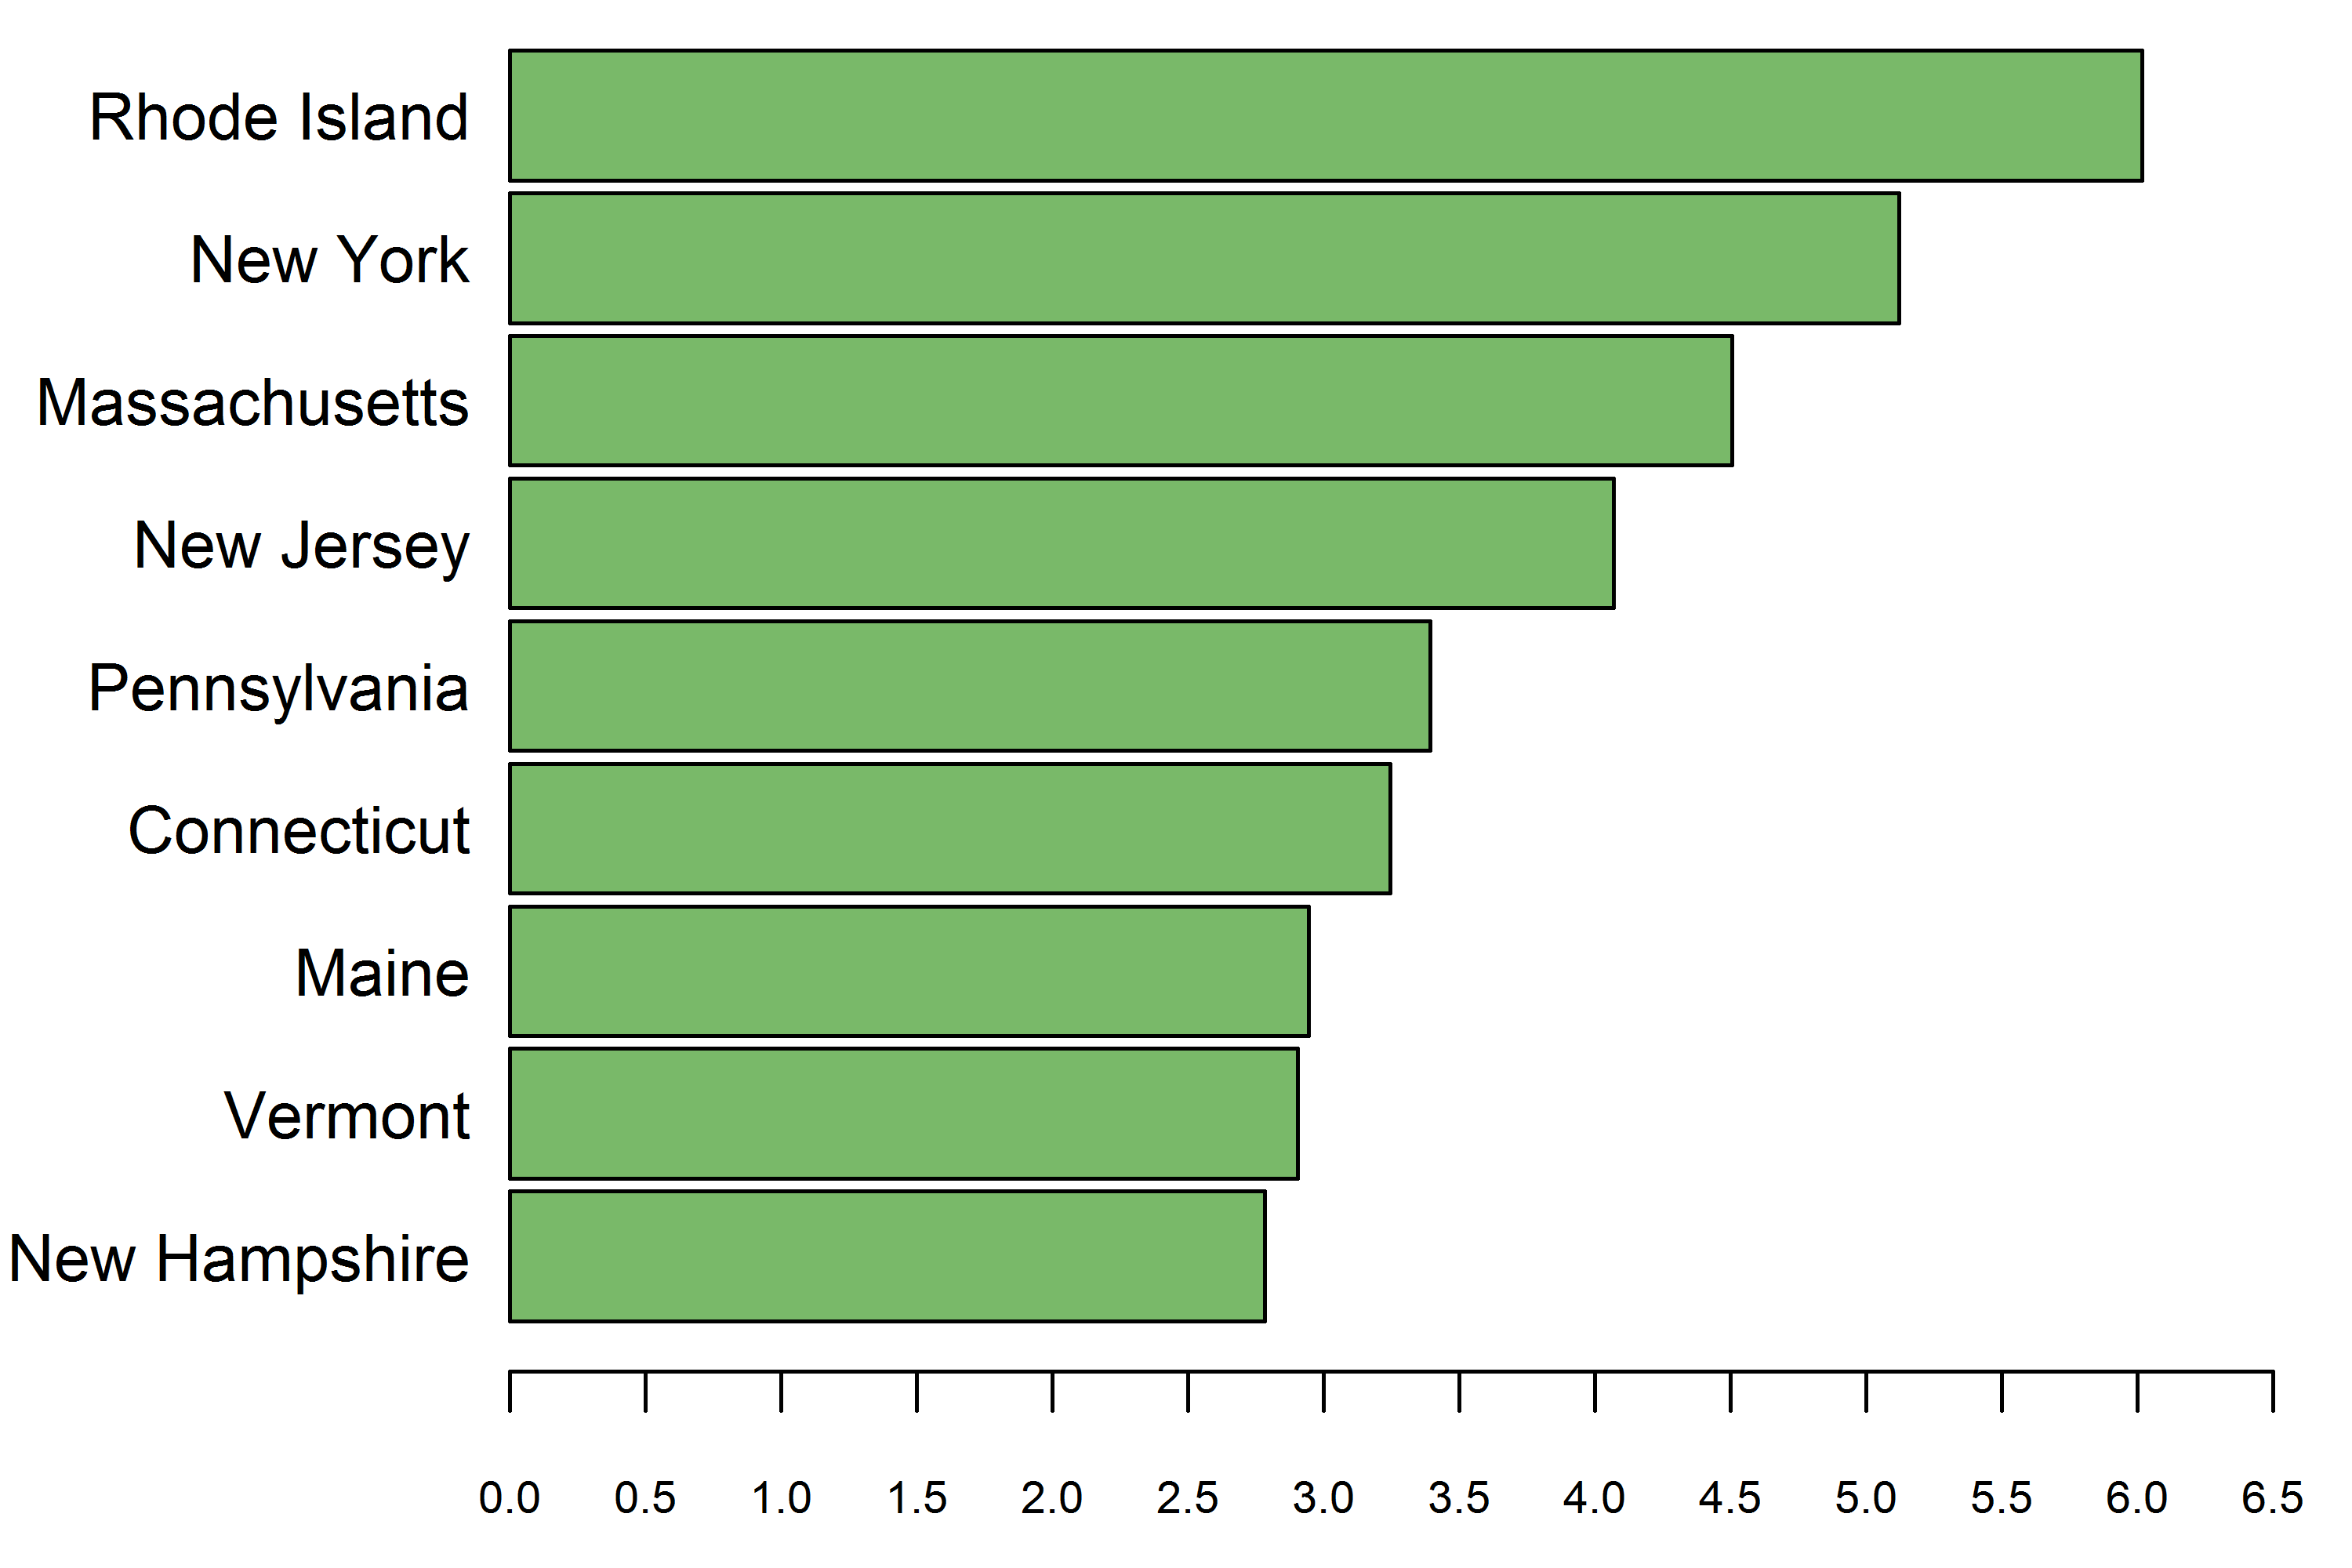 Rhode Island
New York
Massachusetts
New Jersey
Pennsylvania
Connecticut
Maine
Vermont
New Hampshire
0.0 0.5 1.0 1.5 2.0 2.5 3.0 3.5 4.0 4.5 5.0 5.5 6.0 6.5